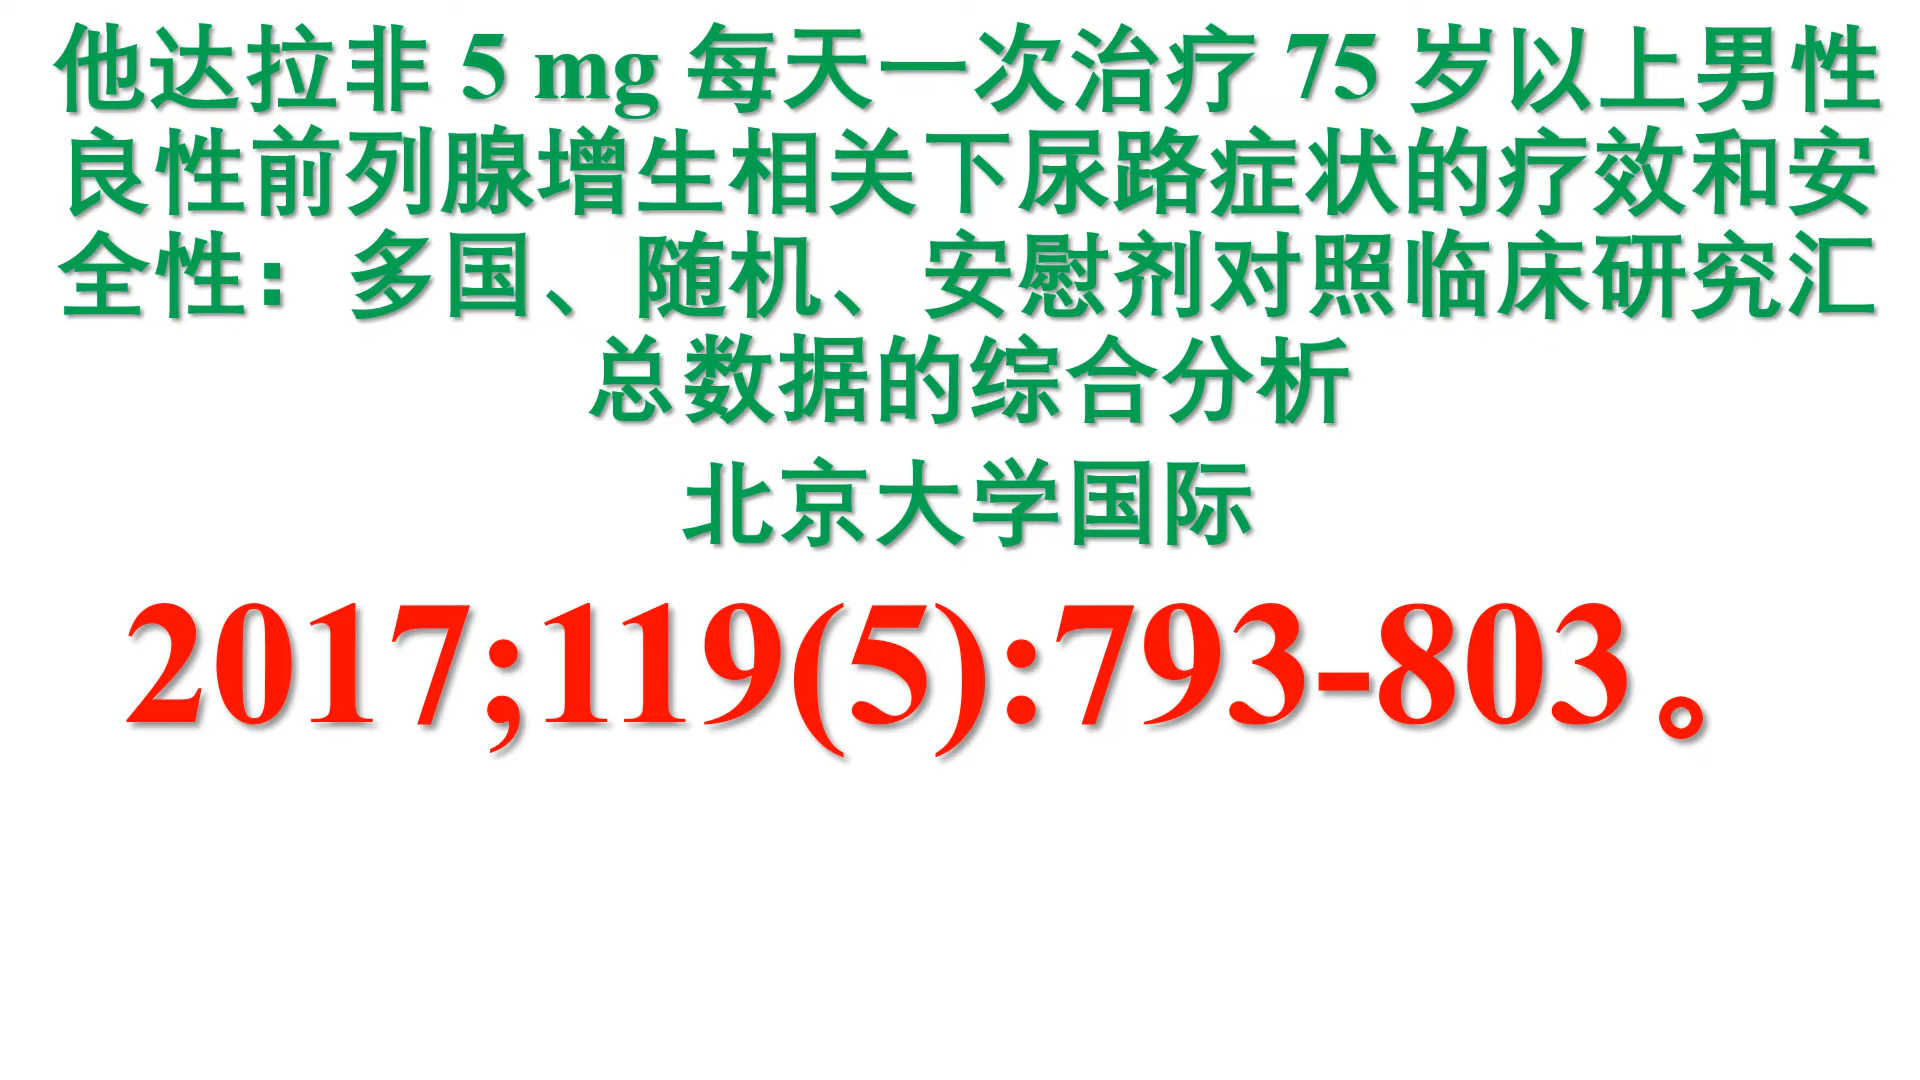 他达拉非 5 mg 每天一次治疗 75 岁以上男性
良性前列腺增生相关下尿路症状的疗效和安
全性：多国、随机、安慰剂对照临床研究汇
总数据的综合分析
北京大学国际
2017;119(5):793-803。